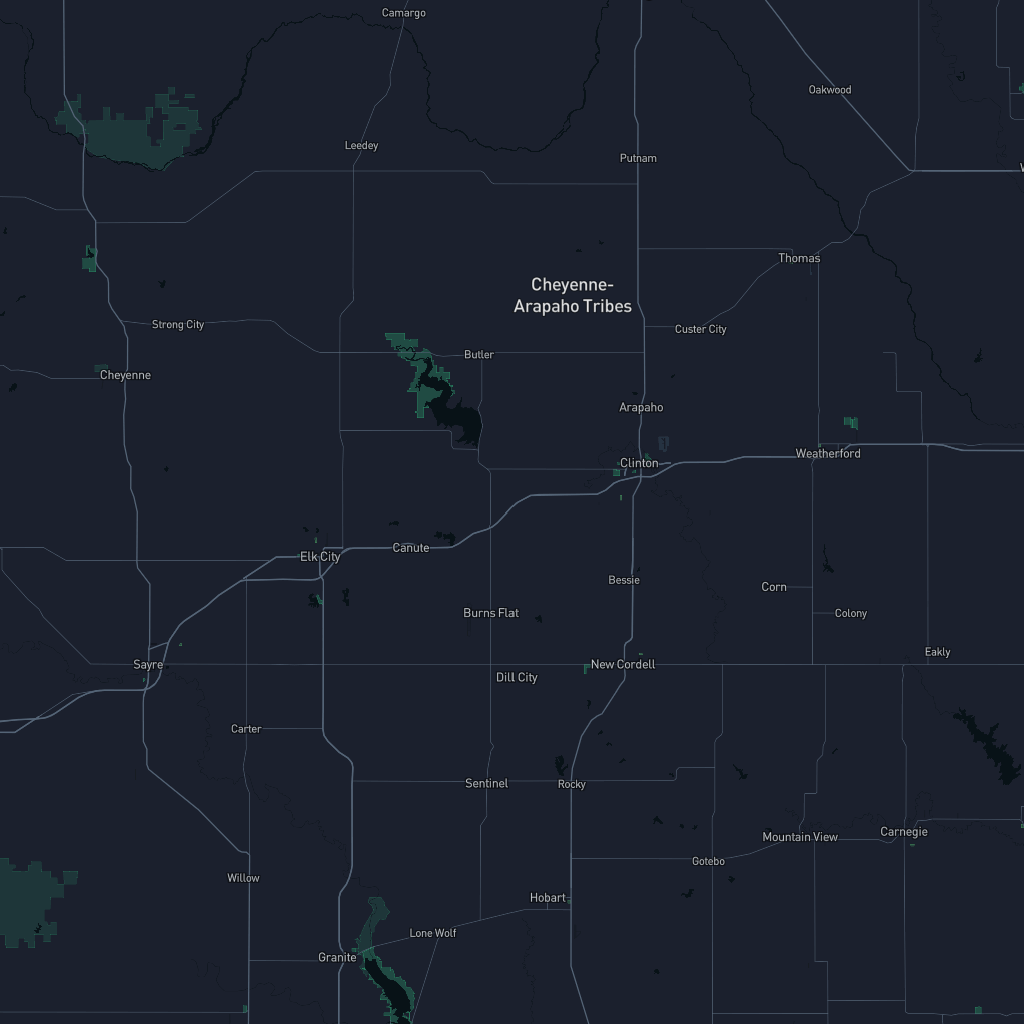 Camargo
Oakwood
Leedey
Putnam
Thomas
Cheyenne-
Arapaho Tribes
Strong City
Custer City
Butler
Cheyenne
Arapaho
Weatherford
Clinton
Canute
Elk City
Bessie
Corn
Burns Flat
Colony
Eakly
Sayre
New Cordell
Dill City
Carter
Sentinel
Rocky
Carnegie
Mountain View
Gotebo
Willow
Hobart
Lone Wolf
Granite